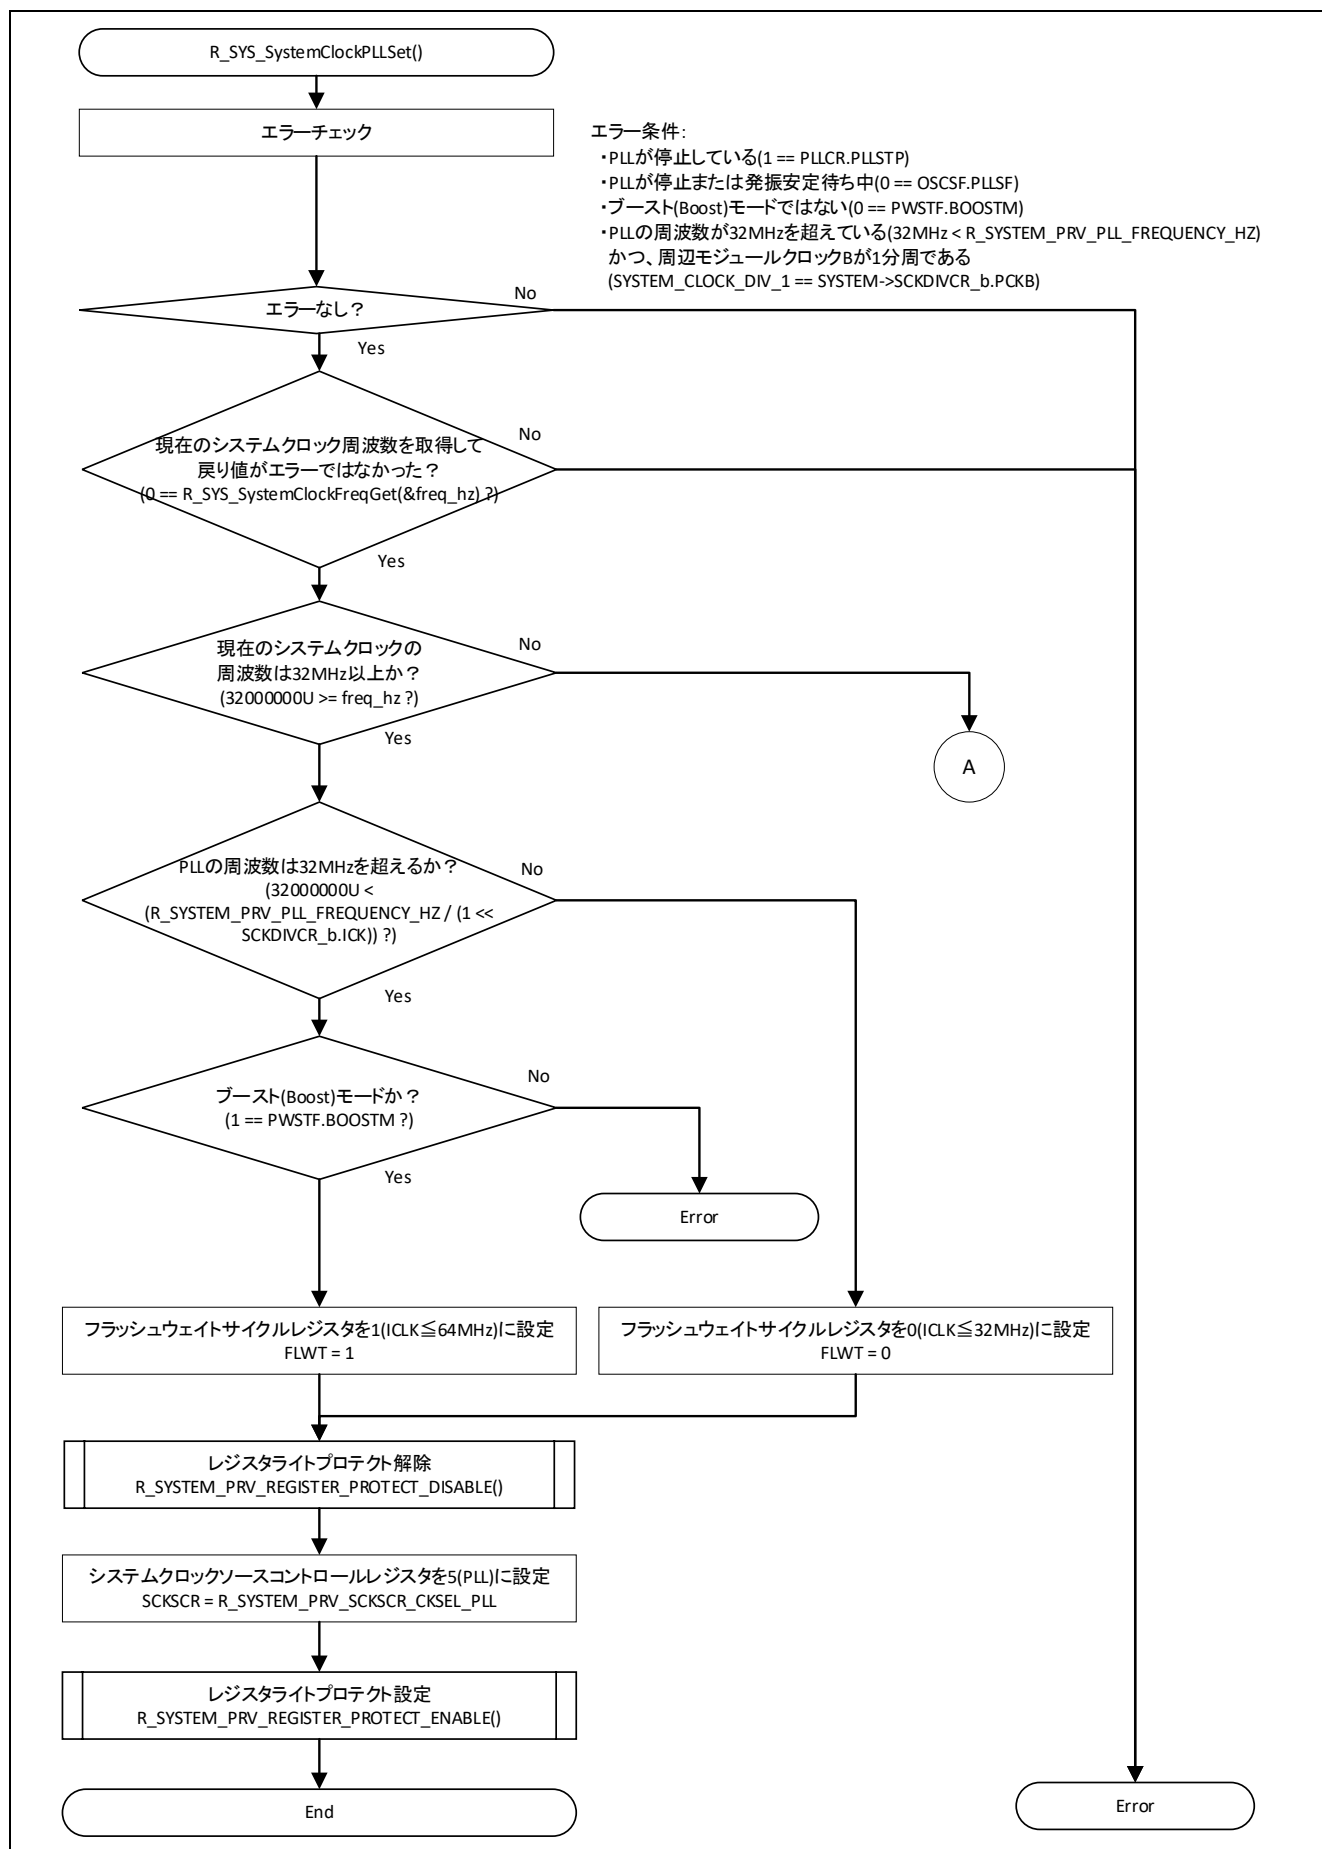 R_SYS_SystemClockPLLSet()
エラーチェック
エラー条件:
・PLLが停止している(1 == PLLCR.PLLSTP)
・PLLが停止または発振安定待ち中(0 == OSCSF.PLLSF)
・ブースト(Boost)モードではない(0 == PWSTF.BOOSTM)
・PLLの周波数が32MHzを超えている(32MHz < R_SYSTEM_PRV_PLL_FREQUENCY_HZ)
かつ、周辺モジュールクロックBが1分周である
(SYSTEM_CLOCK_DIV_1 == SYSTEM->SCKDIVCR_b.PCKB)
エラーなし？
No
Yes
現在のシステムクロック周波数を取得して
戻り値がエラーではなかった？
(0 == R_SYS_SystemClockFreqGet(&freq_hz) ?)
No
Yes
現在のシステムクロックの
周波数は32MHz以上か？
(32000000U >= freq_hz ?)
No
Yes
A
PLLの周波数は32MHzを超えるか？
(32000000U <
(R_SYSTEM_PRV_PLL_FREQUENCY_HZ / (1 <<
SCKDIVCR_b.ICK)) ?)
No
Yes
ブースト(Boost)モードか？
(1 == PWSTF.BOOSTM ?)
No
Yes
Error
フラッシュウェイトサイクルレジスタを1(ICLK≦64MHz)に設定
FLWT = 1
フラッシュウェイトサイクルレジスタを0(ICLK≦32MHz)に設定
FLWT = 0
レジスタライトプロテクト解除
R_SYSTEM_PRV_REGISTER_PROTECT_DISABLE()
システムクロックソースコントロールレジスタを5(PLL)に設定
SCKSCR = R_SYSTEM_PRV_SCKSCR_CKSEL_PLL
レジスタライトプロテクト設定
R_SYSTEM_PRV_REGISTER_PROTECT_ENABLE()
End
Error